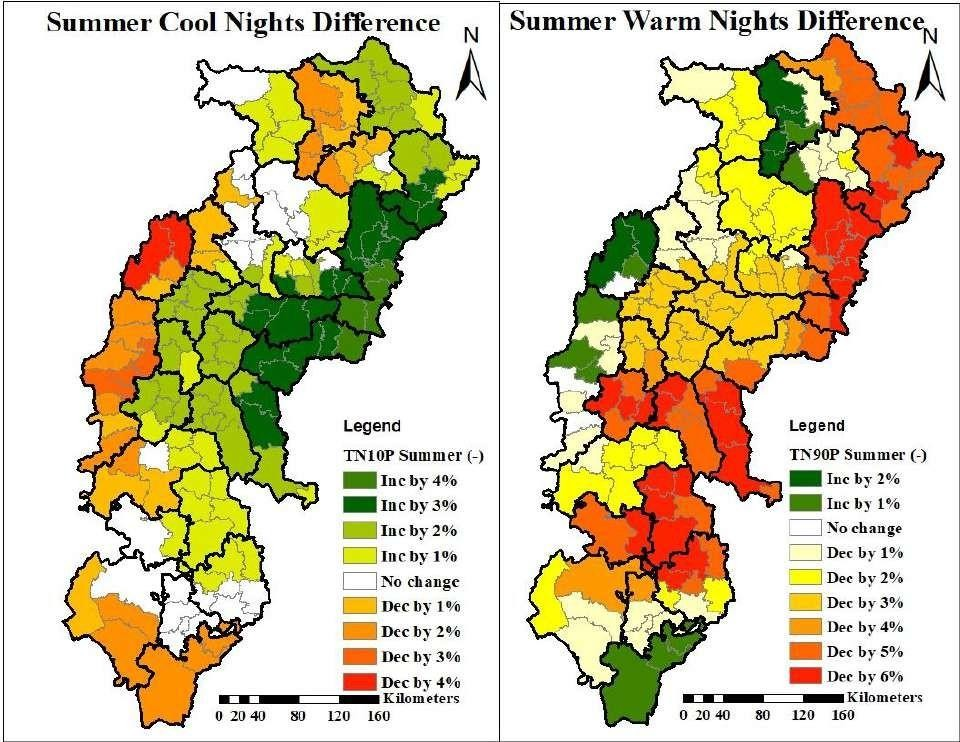 Summer Cool Nights Difference
N
Legend
TN10P Summer (-)
Inc by 4%
Inc by 3%
Inc by 2%
Inc by 1%
No change
Dec by 1%
Dec by 2%
Dec by 3%
Dec by 4%
Kilometers
0 20 40 80 120 160
Summer Warm Nights Difference
N
Legend
TN90P Summer (-)
Inc by 2%
Inc by 1%
No change
Dec by 1%
Dec by 2%
Dec by 3%
Dec by 4%
Dec by 5%
Dec by 6%
Kilometers
0 20 40 80 120 160